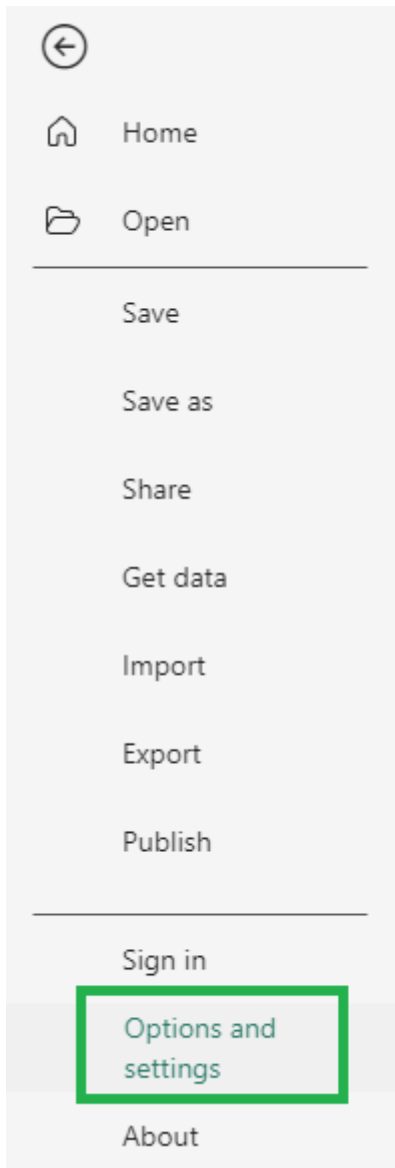 Home
Open
Save
Save as
Share
Get data
Import
Export
Publish
Sign in
Options and
settings
About